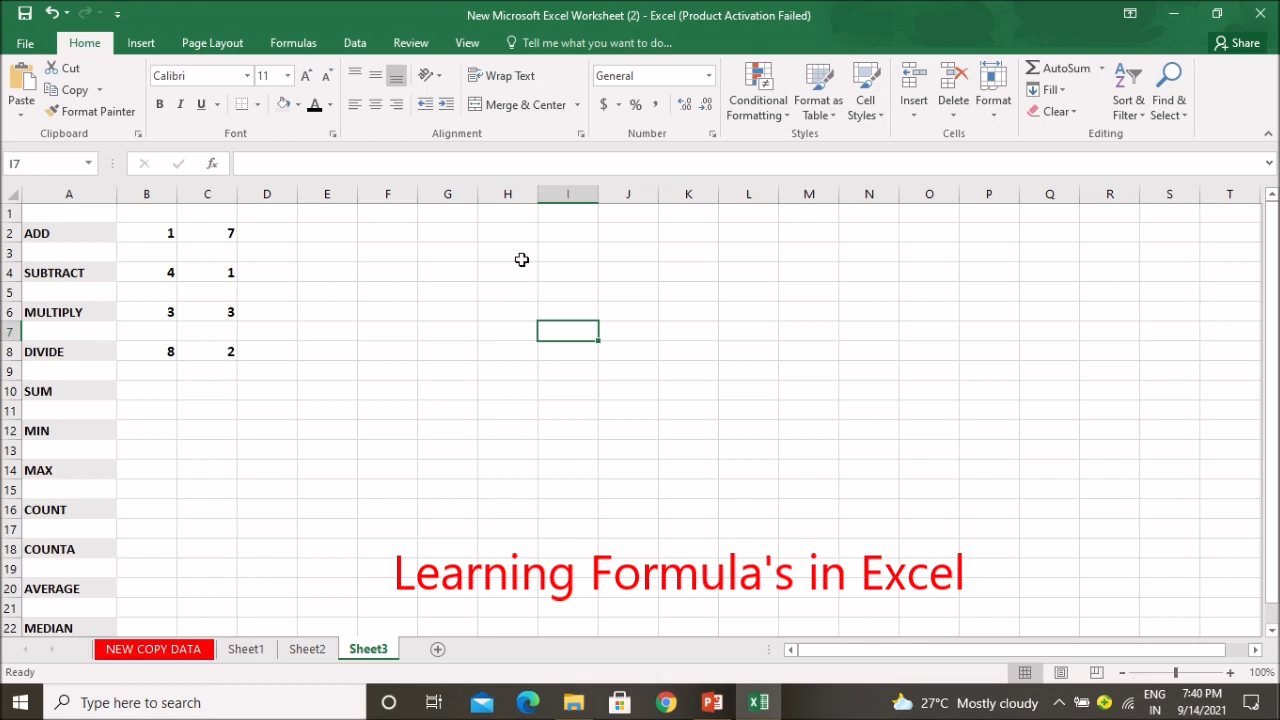 New Microsoft Excel Worksheet (2) - Excel (Product Activation Failed)
File Home Insert Page Layout Formulas Data Review View Tell me what you want to do... Share
Paste
Cut
Copy
Format Painter
Clipboard
Calibri 11
B I U
Font
Wrap Text
Merge & Center
Alignment
General
$ % ,
Number
Conditional Formatting
Format as Table
Cell Styles
Styles
Insert Delete Format
Cells
AutoSum
Fill
Clear
Sort & Filter
Find & Select
Editing
I7 fx
A B C D E F G H I J K L M N O P Q R S T
1
2 ADD 1 7
3
4 SUBTRACT 4 1
5
6 MULTIPLY 3 3
7
8 DIVIDE 8 2
9
10 SUM
11
12 MIN
13
14 MAX
15
16 COUNT
17
18 COUNTA
19
20 AVERAGE
21
22 MEDIAN
Learning Formula's in Excel
NEW COPY DATA Sheet1 Sheet2 Sheet3
Ready 100%
Type here to search
27°C Mostly cloudy
ENG
IN
7:40 PM
9/14/2021